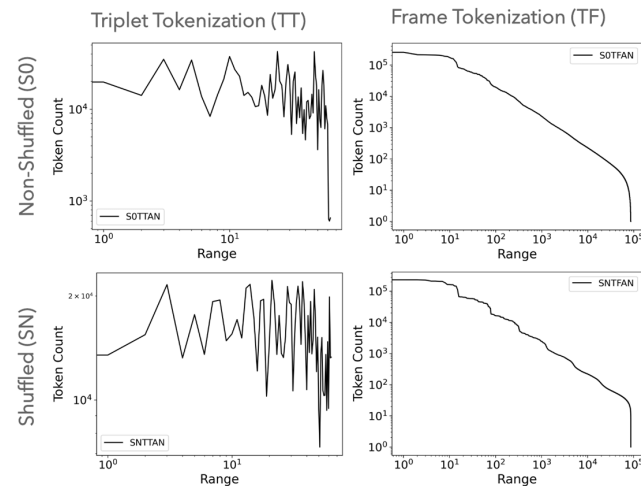 Triplet Tokenization (TT)
Frame Tokenization (TF)
Non-Shuffled (S0)
Token Count
10⁴
10³
S0TTAN
10⁰
10¹
Range
Token Count
10⁵
10⁴
10³
10²
10¹
10⁰
S0TFAN
10⁰
10¹
10²
10³
10⁴
10⁵
Range
Shuffled (SN)
Token Count
2 × 10⁴
10⁴
SNTTAN
10⁰
10¹
Range
Token Count
10⁵
10⁴
10³
10²
10¹
10⁰
SNTFAN
10⁰
10¹
10²
10³
10⁴
10⁵
Range